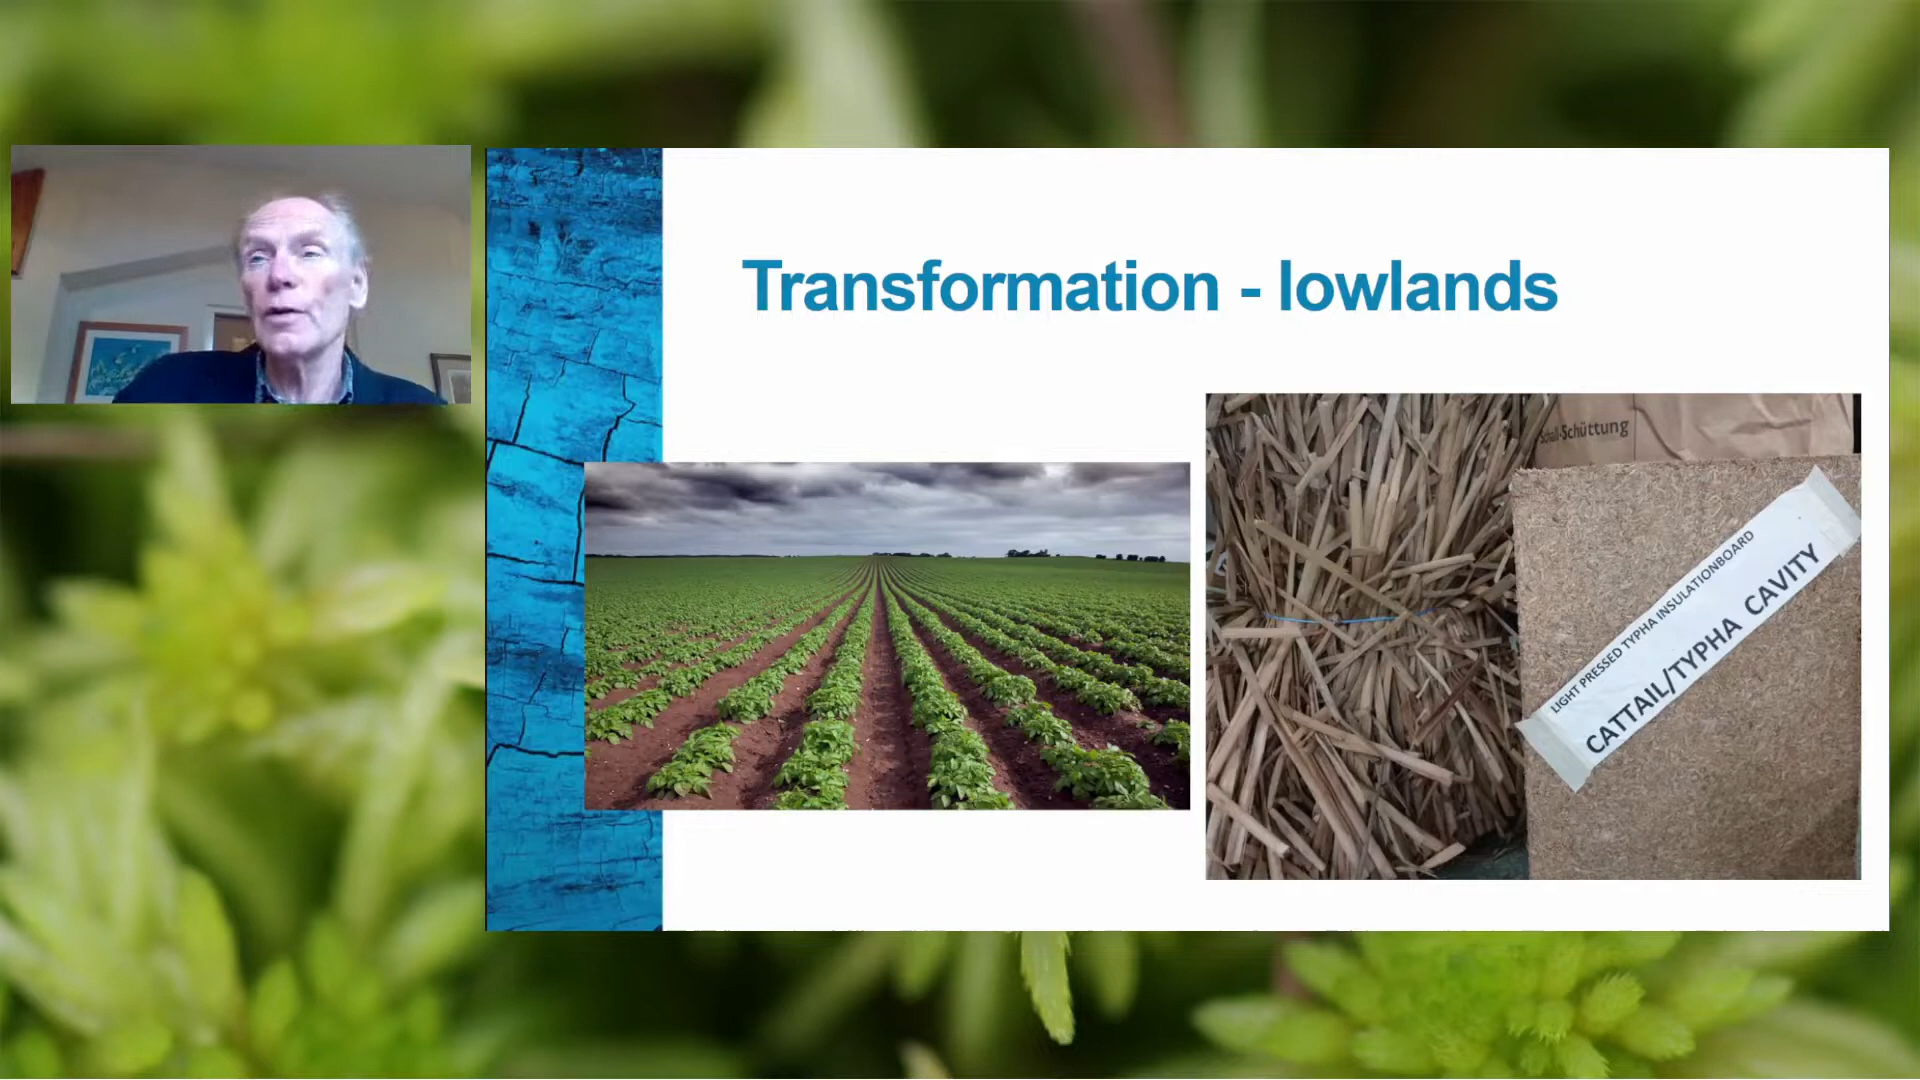 Transformation - lowlands
Schall-Schüttung
LIGHT PRESSED TYPHA INSULATIONBOARD
CATTAIL/TYPHA CAVITY